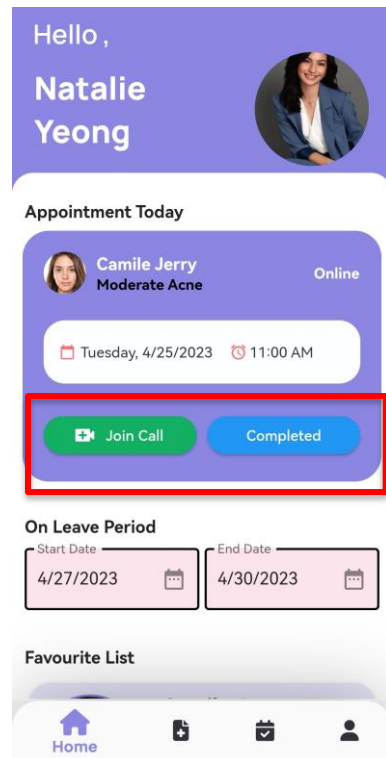 Hello ,
Natalie
Yeong
Appointment Today
Camile Jerry
Moderate Acne
Online
Tuesday, 4/25/2023 11:00 AM
Join Call Completed
On Leave Period
Start Date End Date
4/27/2023 4/30/2023
Favourite List
Home